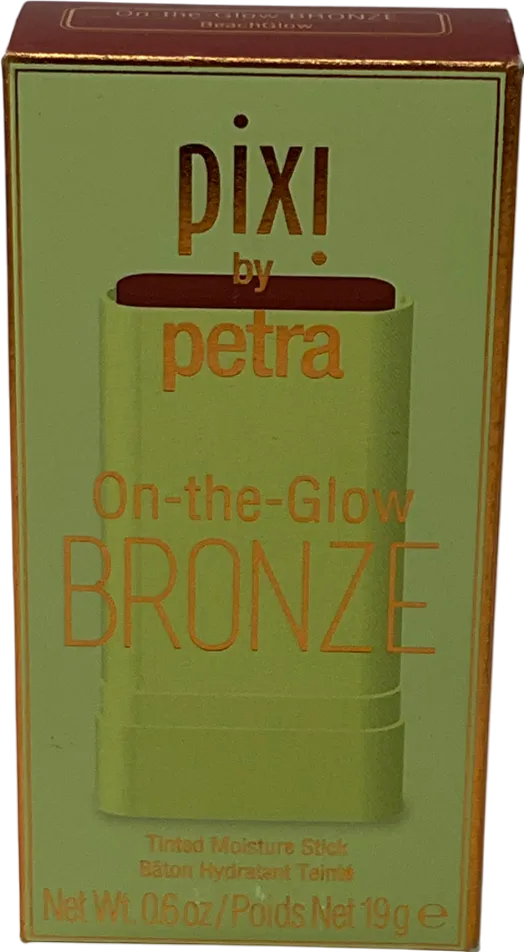 On-the-Glow BRONZE
BeachGlow
pixi
by
petra
On-the-Glow
BRONZE
Tinted Moisture Stick
Bâton Hydratant Teinté
Net Wt. 0.6 oz / Poids Net 19 g e